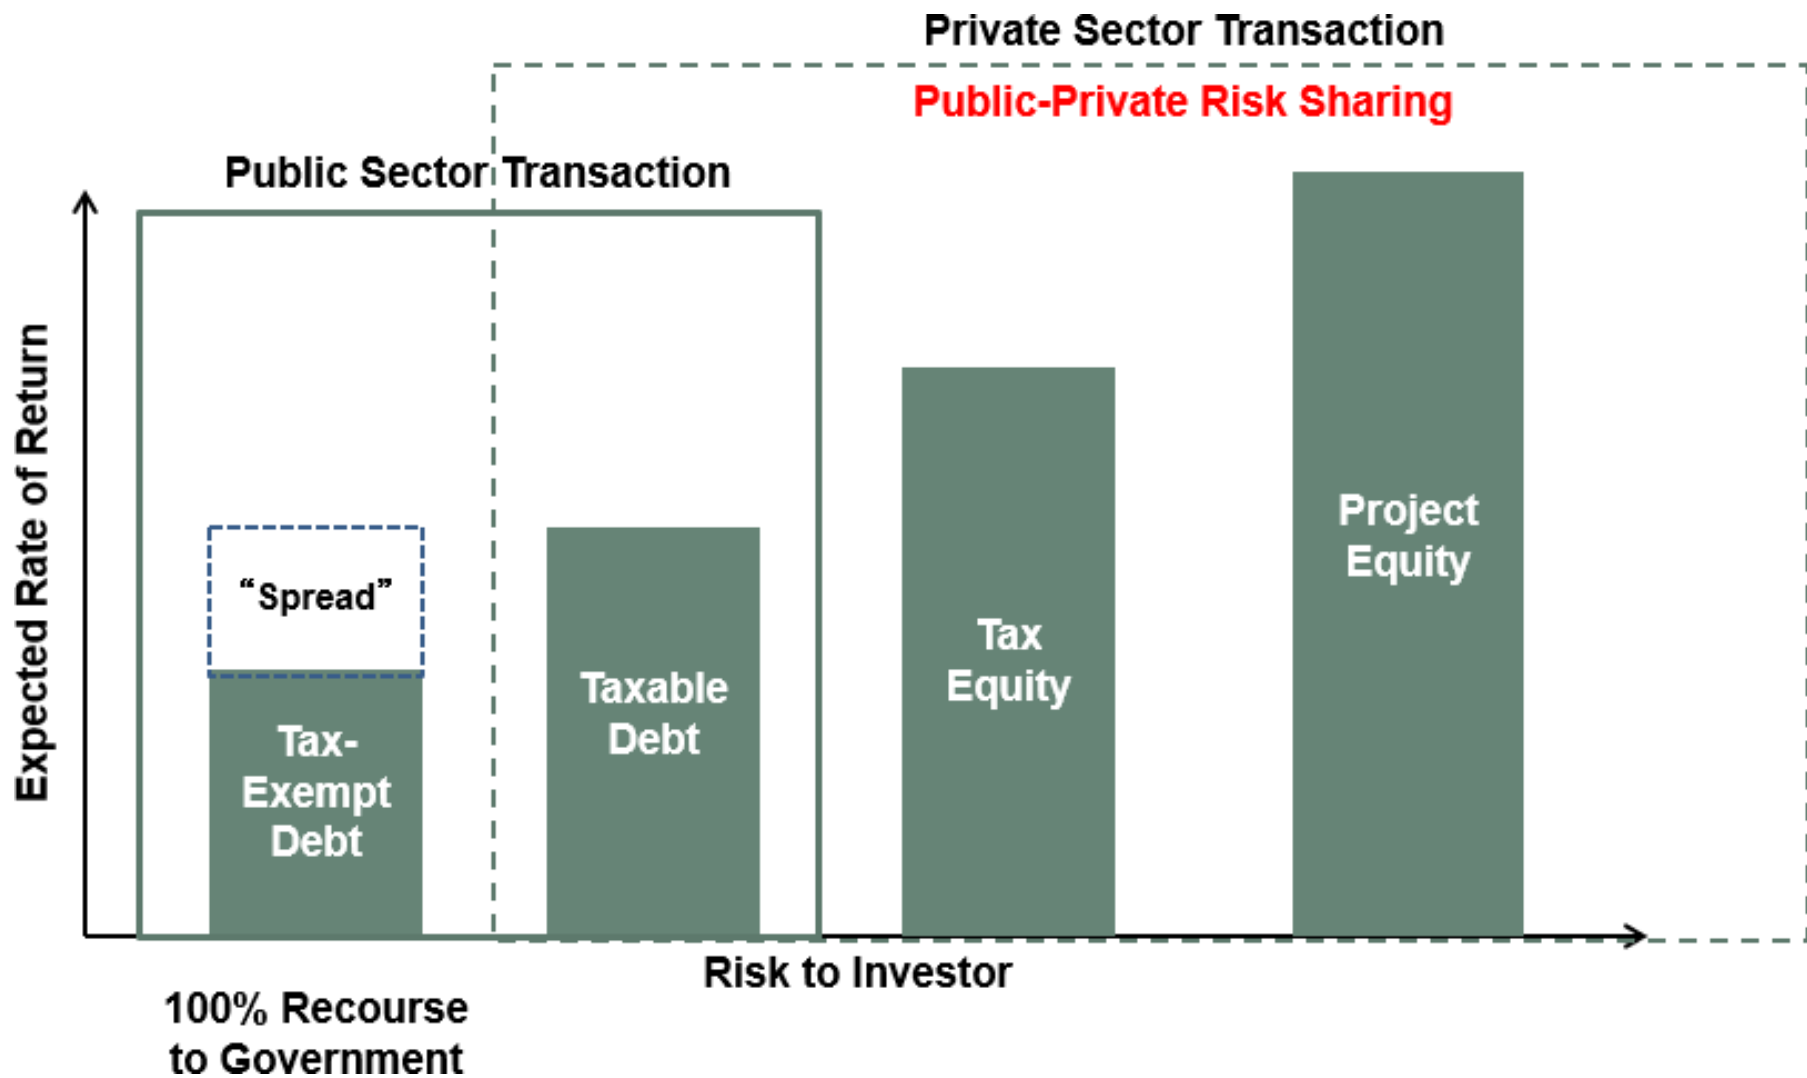 Private Sector Transaction
Public-Private Risk Sharing
Public Sector Transaction
Expected Rate of Return
“Spread”
Tax-
Exempt
Debt
Taxable
Debt
Tax
Equity
Project
Equity
Risk to Investor
100% Recourse
to Government